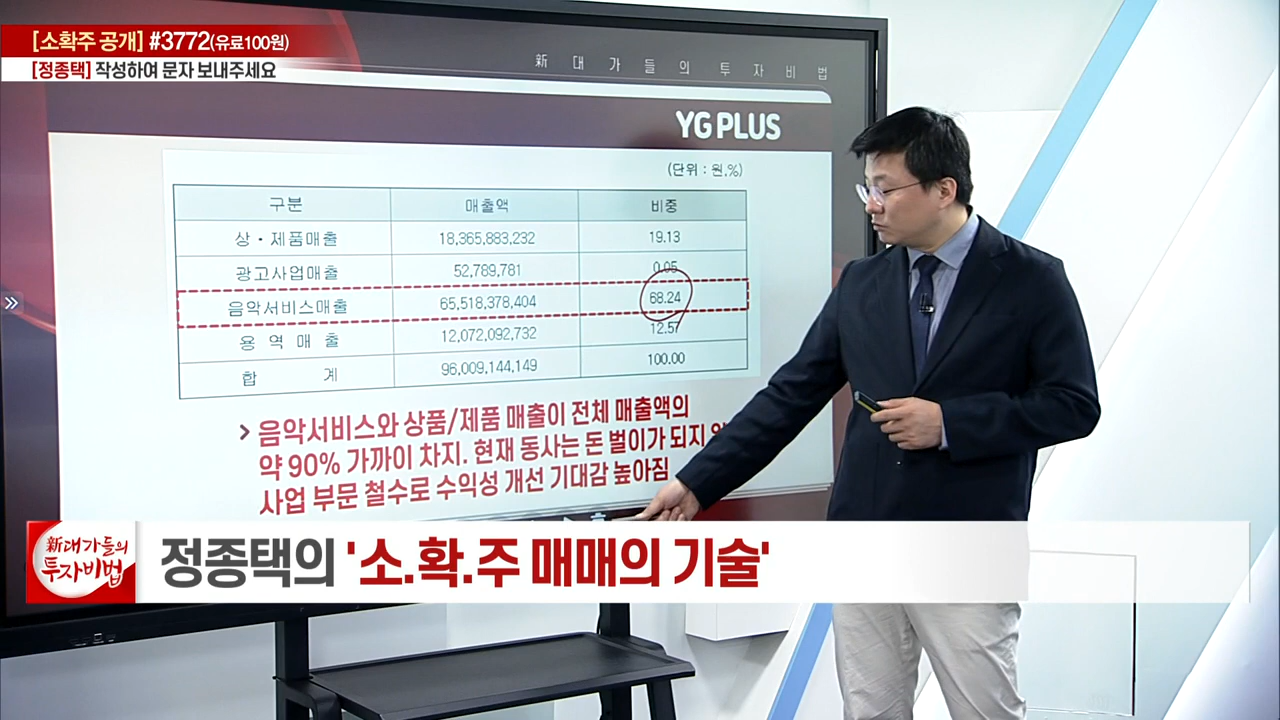 [소확주 공개] #3772(유료100원)
[정종택] 작성하여 문자 보내주세요
新 대 가 들 의 투 자 비 법
YG PLUS
(단위 : 원,%)
구분 매출액 비중
상·제품매출 18,365,883,232 19.13
광고사업매출 52,789,781 0.05
음악서비스매출 65,518,378,404 68.24
용 역 매 출 12,072,092,732 12.57
합 계 96,009,144,149 100.00
> 음악서비스와 상품/제품 매출이 전체 매출액의
약 90% 가까이 차지. 현재 동사는 돈 벌이가 되지
사업 부문 철수로 수익성 개선 기대감 높아짐
新대가들의
투자비법
정종택의 '소.확.주 매매의 기술'